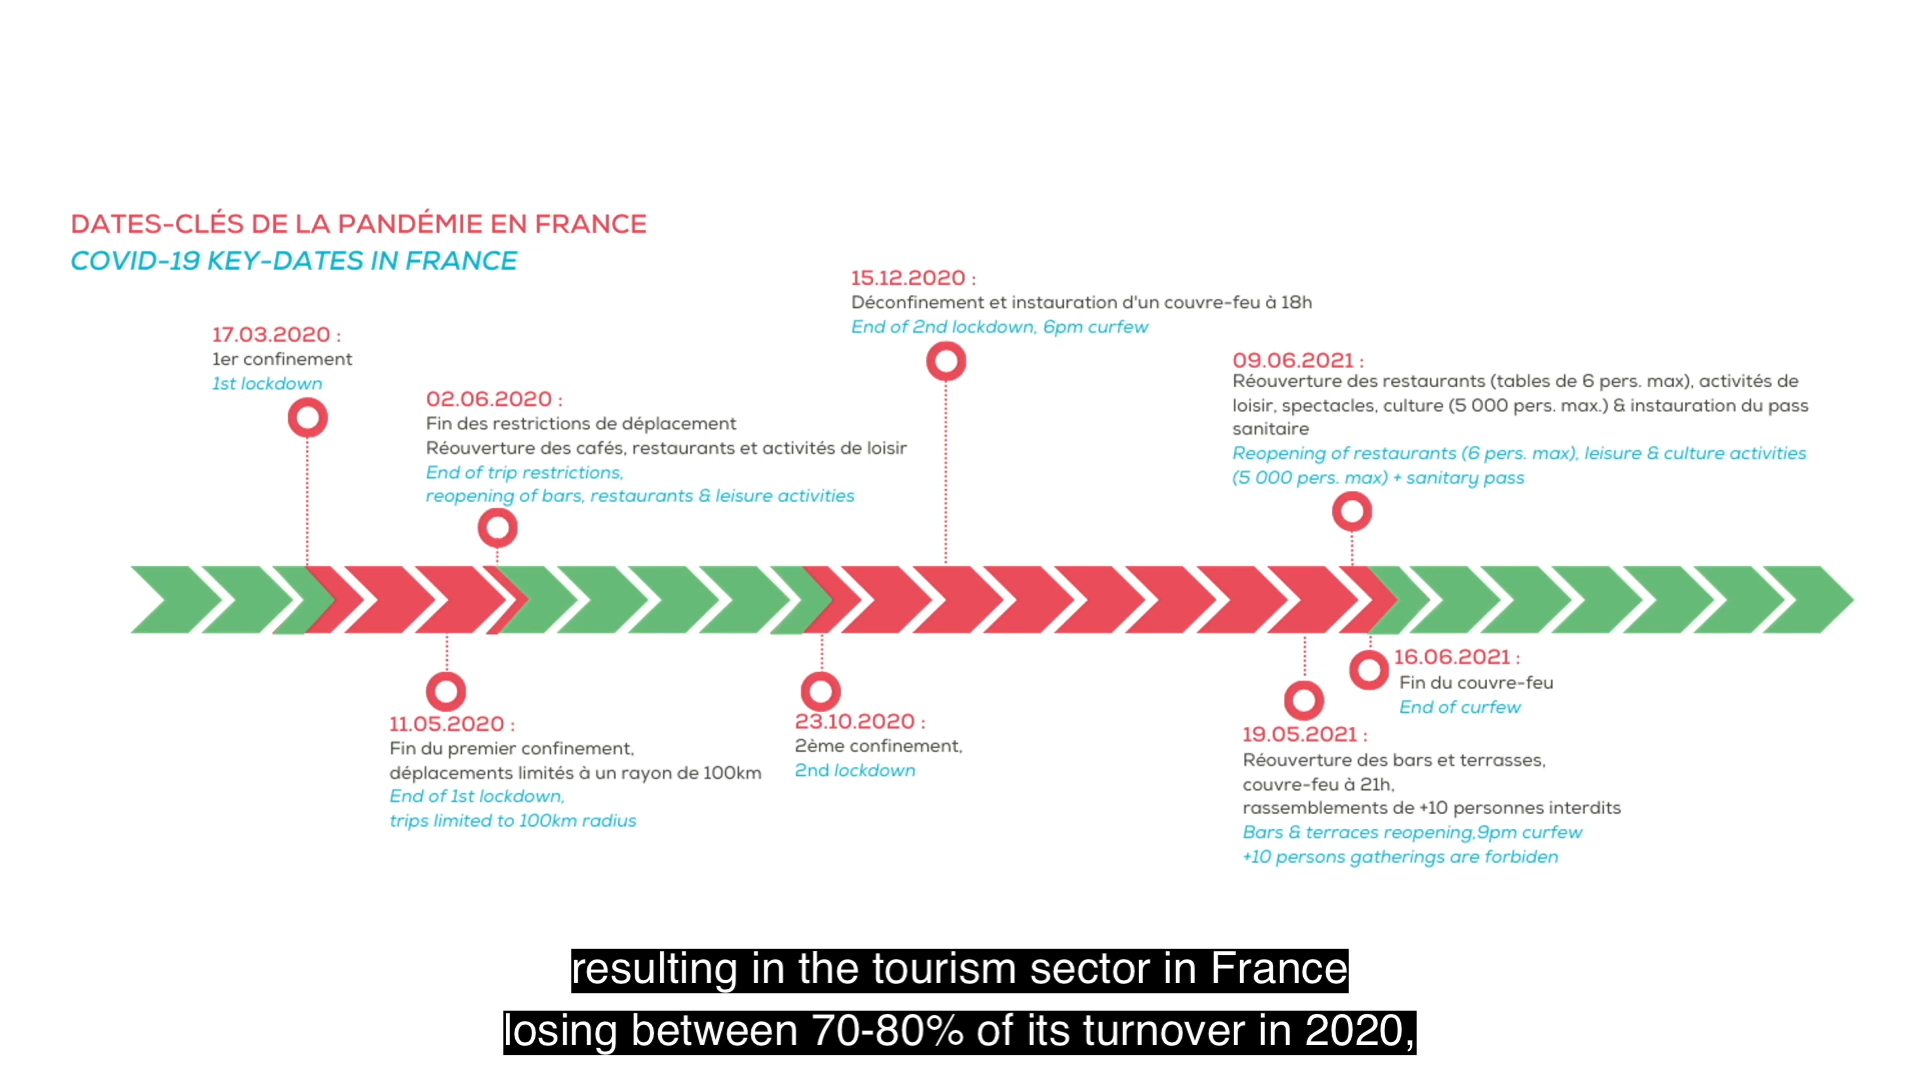 DATES-CLÉS DE LA PANDÉMIE EN FRANCE
COVID-19 KEY-DATES IN FRANCE
17.03.2020 :
1er confinement
1st lockdown
02.06.2020 :
Fin des restrictions de déplacement
Réouverture des cafés, restaurants et activités de loisir
End of trip restrictions,
reopening of bars, restaurants & leisure activities
15.12.2020 :
Déconfinement et instauration d'un couvre-feu à 18h
End of 2nd lockdown, 6pm curfew
09.06.2021 :
Réouverture des restaurants (tables de 6 pers. max), activités de
loisir, spectacles, culture (5 000 pers. max.) & instauration du pass
sanitaire
Reopening of restaurants (6 pers. max), leisure & culture activities
(5 000 pers. max) + sanitary pass
11.05.2020 :
Fin du premier confinement,
déplacements limités à un rayon de 100km
End of 1st lockdown,
trips limited to 100km radius
23.10.2020 :
2ème confinement,
2nd lockdown
19.05.2021 :
Réouverture des bars et terrasses,
couvre-feu à 21h,
rassemblements de +10 personnes interdits
Bars & terraces reopening,9pm curfew
+10 persons gatherings are forbiden
16.06.2021 :
Fin du couvre-feu
End of curfew
resulting in the tourism sector in France
losing between 70-80% of its turnover in 2020,